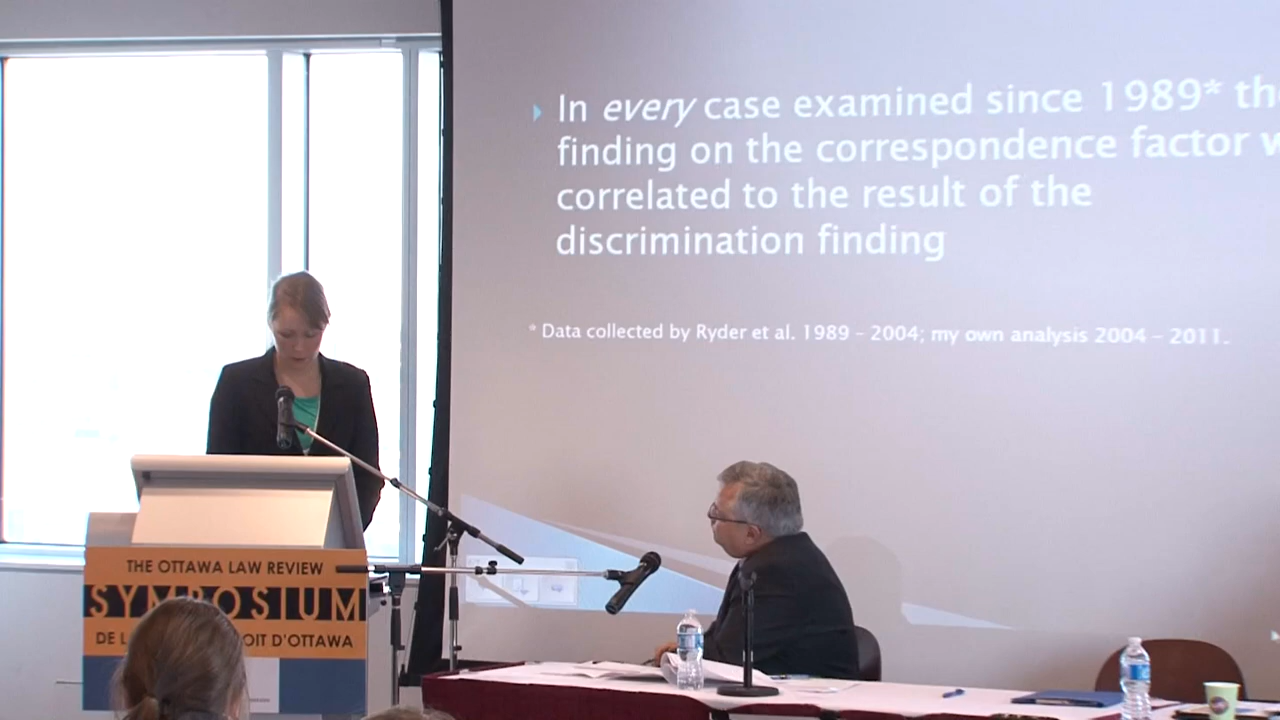 In every case examined since 1989* th
finding on the correspondence factor w
correlated to the result of the
discrimination finding
* Data collected by Ryder et al. 1989 – 2004; my own analysis 2004 – 2011.
THE OTTAWA LAW REVIEW
SYMPOSIUM
DE L OIT D'OTTAWA